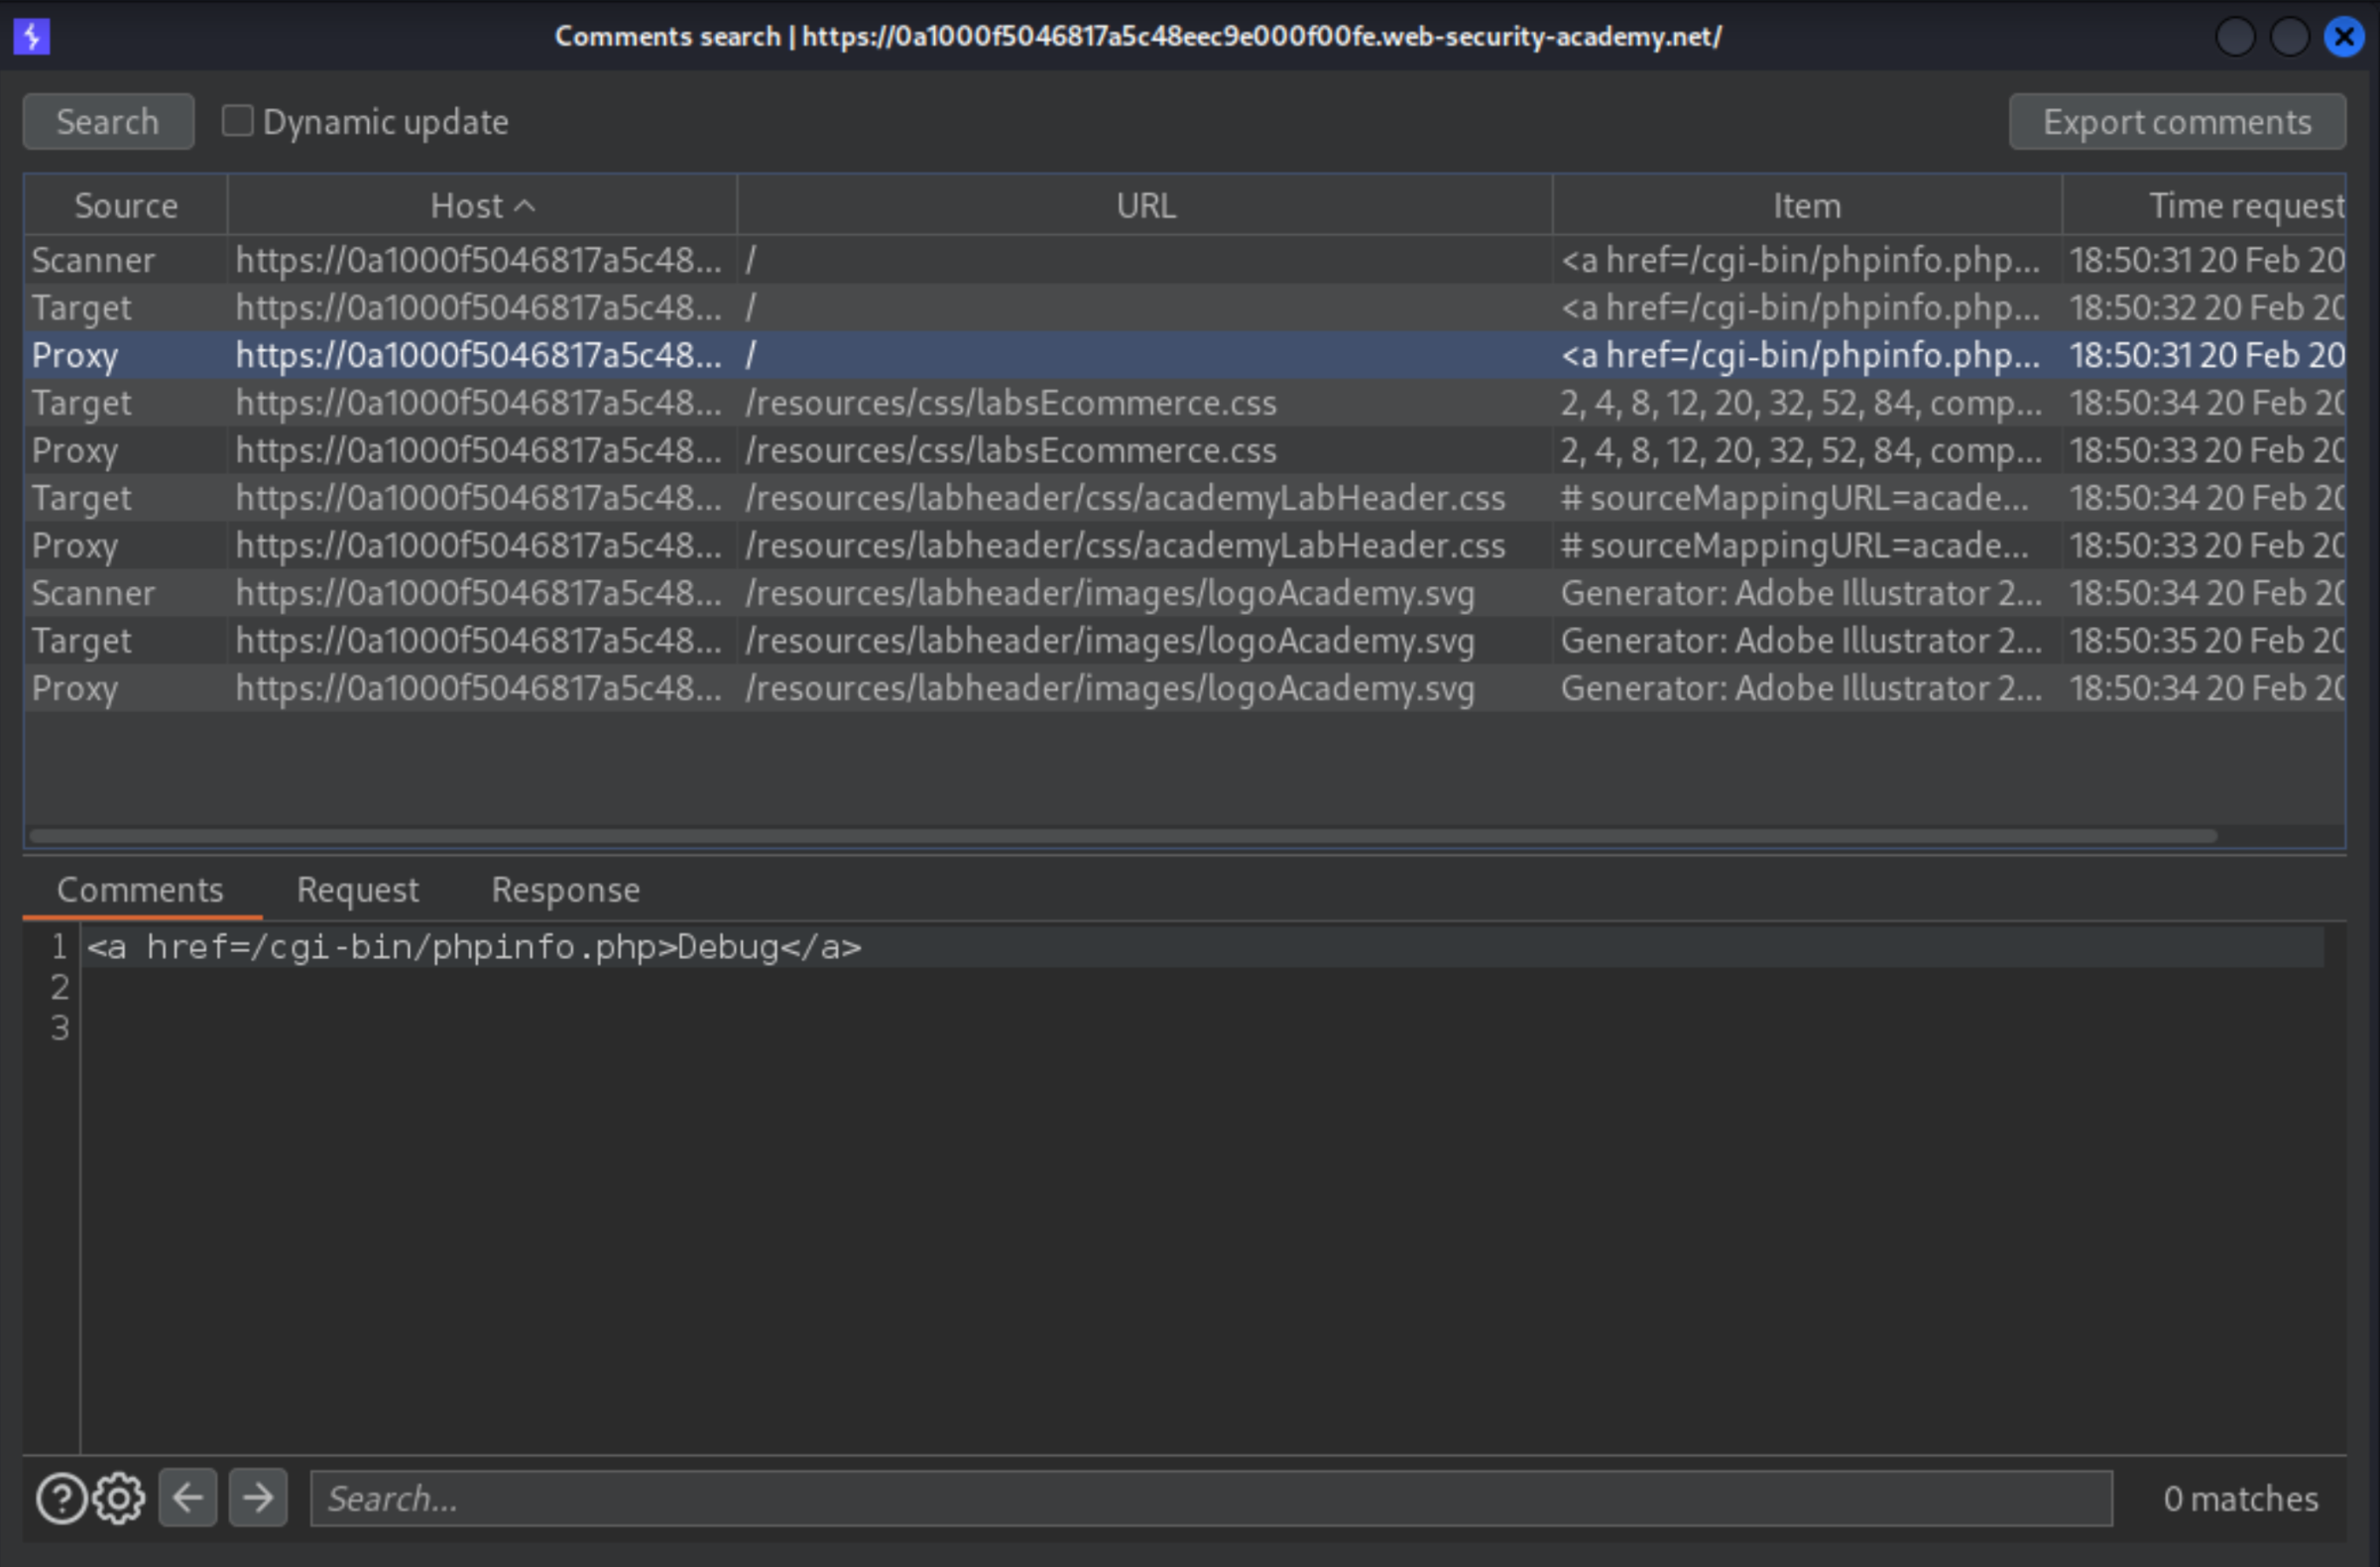 Comments search | https://0a1000f5046817a5c48eec9e000f00fe.web-security-academy.net/
Search Dynamic update Export comments
Source Host URL Item Time request
Scanner https://0a1000f5046817a5c48... / <a href=/cgi-bin/phpinfo.php... 18:50:31 20 Feb 20
Target https://0a1000f5046817a5c48... / <a href=/cgi-bin/phpinfo.php... 18:50:32 20 Feb 20
Proxy https://0a1000f5046817a5c48... / <a href=/cgi-bin/phpinfo.php... 18:50:31 20 Feb 20
Target https://0a1000f5046817a5c48... /resources/css/labsEcommerce.css 2, 4, 8, 12, 20, 32, 52, 84, comp... 18:50:34 20 Feb 20
Proxy https://0a1000f5046817a5c48... /resources/css/labsEcommerce.css 2, 4, 8, 12, 20, 32, 52, 84, comp... 18:50:33 20 Feb 20
Target https://0a1000f5046817a5c48... /resources/labheader/css/academyLabHeader.css # sourceMappingURL=acade... 18:50:34 20 Feb 20
Proxy https://0a1000f5046817a5c48... /resources/labheader/css/academyLabHeader.css # sourceMappingURL=acade... 18:50:33 20 Feb 20
Scanner https://0a1000f5046817a5c48... /resources/labheader/images/logoAcademy.svg Generator: Adobe Illustrator 2... 18:50:34 20 Feb 20
Target https://0a1000f5046817a5c48... /resources/labheader/images/logoAcademy.svg Generator: Adobe Illustrator 2... 18:50:35 20 Feb 20
Proxy https://0a1000f5046817a5c48... /resources/labheader/images/logoAcademy.svg Generator: Adobe Illustrator 2... 18:50:34 20 Feb 20
Comments Request Response
1 <a href=/cgi-bin/phpinfo.php>Debug</a>
2
3
Search... 0 matches